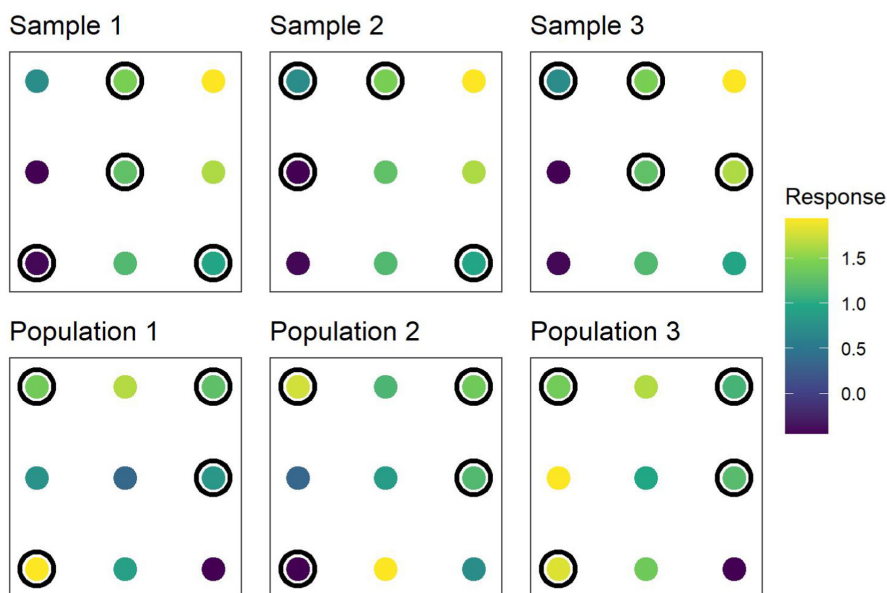 Sample 1
Sample 2
Sample 3
Response
1.5
1.0
0.5
0.0
Population 1
Population 2
Population 3